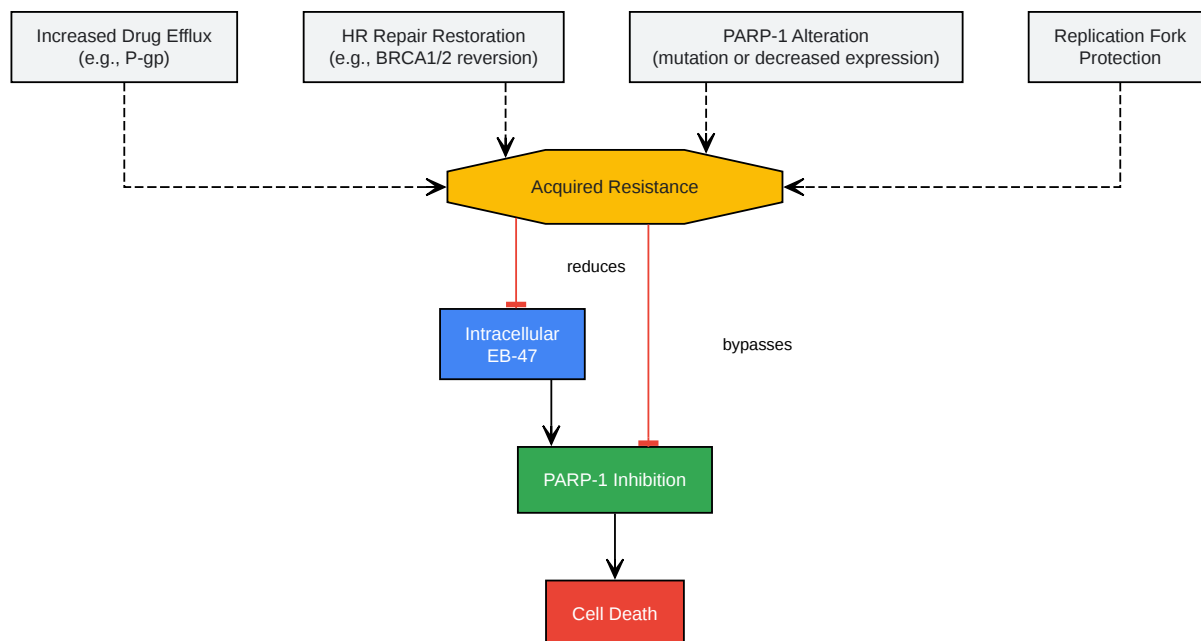 Increased Drug Efflux
(e.g., P-gp)
HR Repair Restoration
(e.g., BRCA1/2 reversion)
PARP-1 Alteration
(mutation or decreased expression)
Replication Fork
Protection
Acquired Resistance
reduces
Intracellular
EB-47
bypasses
PARP-1 Inhibition
Cell Death